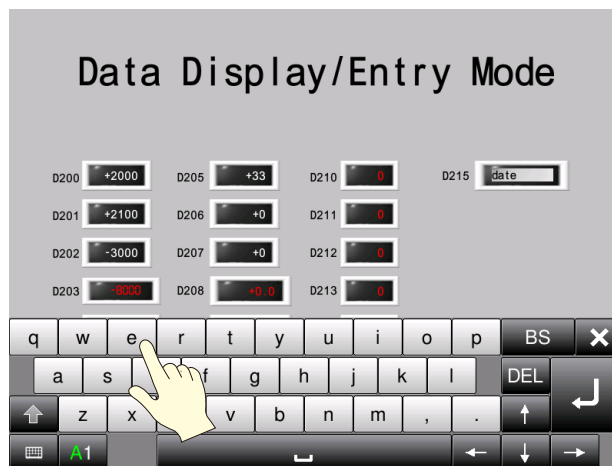 Data Display/Entry Mode
D200 +2000 D205 +33 D210 0 D215 date
D201 +2100 D206 +0 D211 0
D202 -3000 D207 +0 D212 0
D203 -8000 D208 +0.0 D213 0
q w e r t y u i o p BS
a s f g h j k l DEL
z x v b n m , .
A1